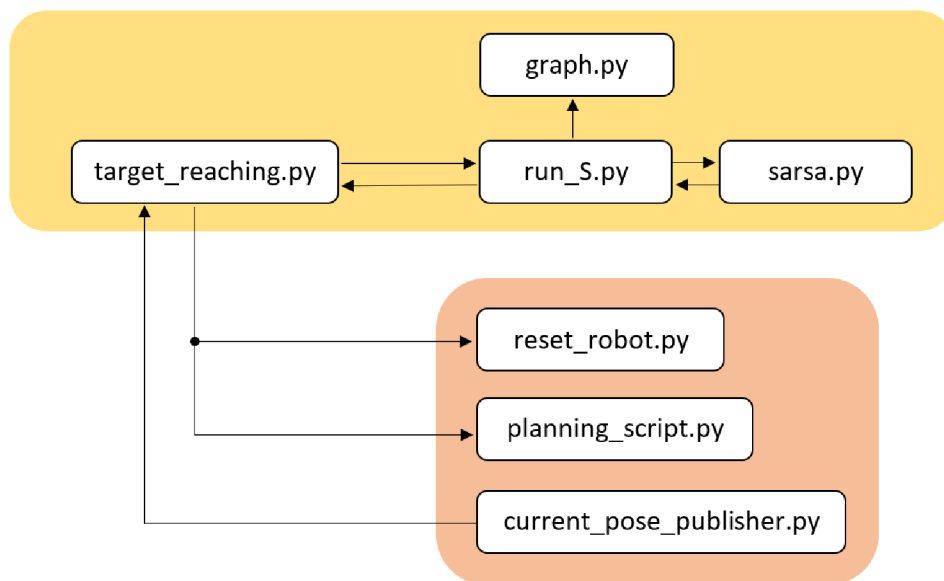 graph.py
target_reaching.py
run_S.py
sarsa.py
reset_robot.py
planning_script.py
current_pose_publisher.py